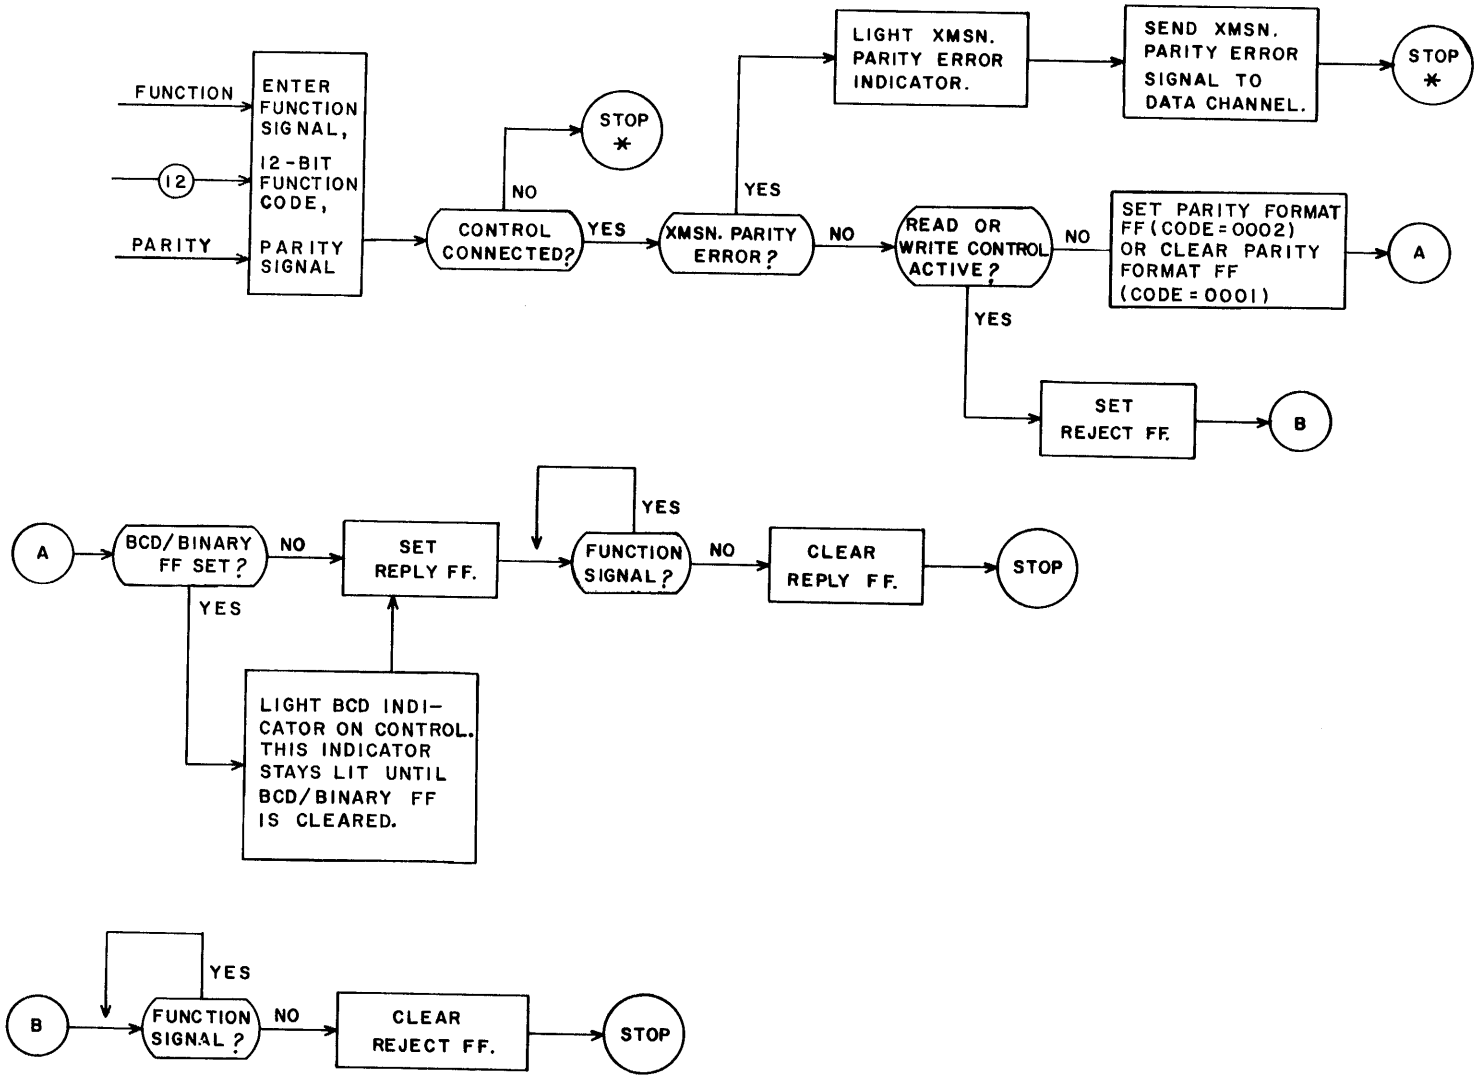 FUNCTION
12
PARITY
ENTER
FUNCTION
SIGNAL,
12-BIT
FUNCTION
CODE,
PARITY
SIGNAL
CONTROL
CONNECTED?
NO
STOP
*
YES
XMSN. PARITY
ERROR?
YES
LIGHT XMSN.
PARITY ERROR
INDICATOR.
SEND XMSN.
PARITY ERROR
SIGNAL TO
DATA CHANNEL.
STOP
*
NO
READ OR
WRITE CONTROL
ACTIVE?
NO
SET PARITY FORMAT
FF (CODE=0002)
OR CLEAR PARITY
FORMAT FF
(CODE=0001)
A
YES
SET
REJECT FF.
B
A
BCD/BINARY
FF SET?
NO
YES
SET
REPLY FF.
YES
FUNCTION
SIGNAL?
NO
CLEAR
REPLY FF.
STOP
LIGHT BCD INDI-
CATOR ON CONTROL.
THIS INDICATOR
STAYS LIT UNTIL
BCD/BINARY FF
IS CLEARED.
B
YES
FUNCTION
SIGNAL?
NO
CLEAR
REJECT FF.
STOP